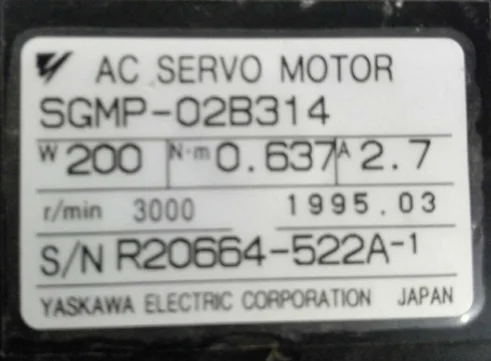 AC SERVO MOTOR
SGMP-02B314
W 200 N·m 0.637 A 2.7
r/min 3000 1995.03
S/N R20664-522A-1
YASKAWA ELECTRIC CORPORATION JAPAN